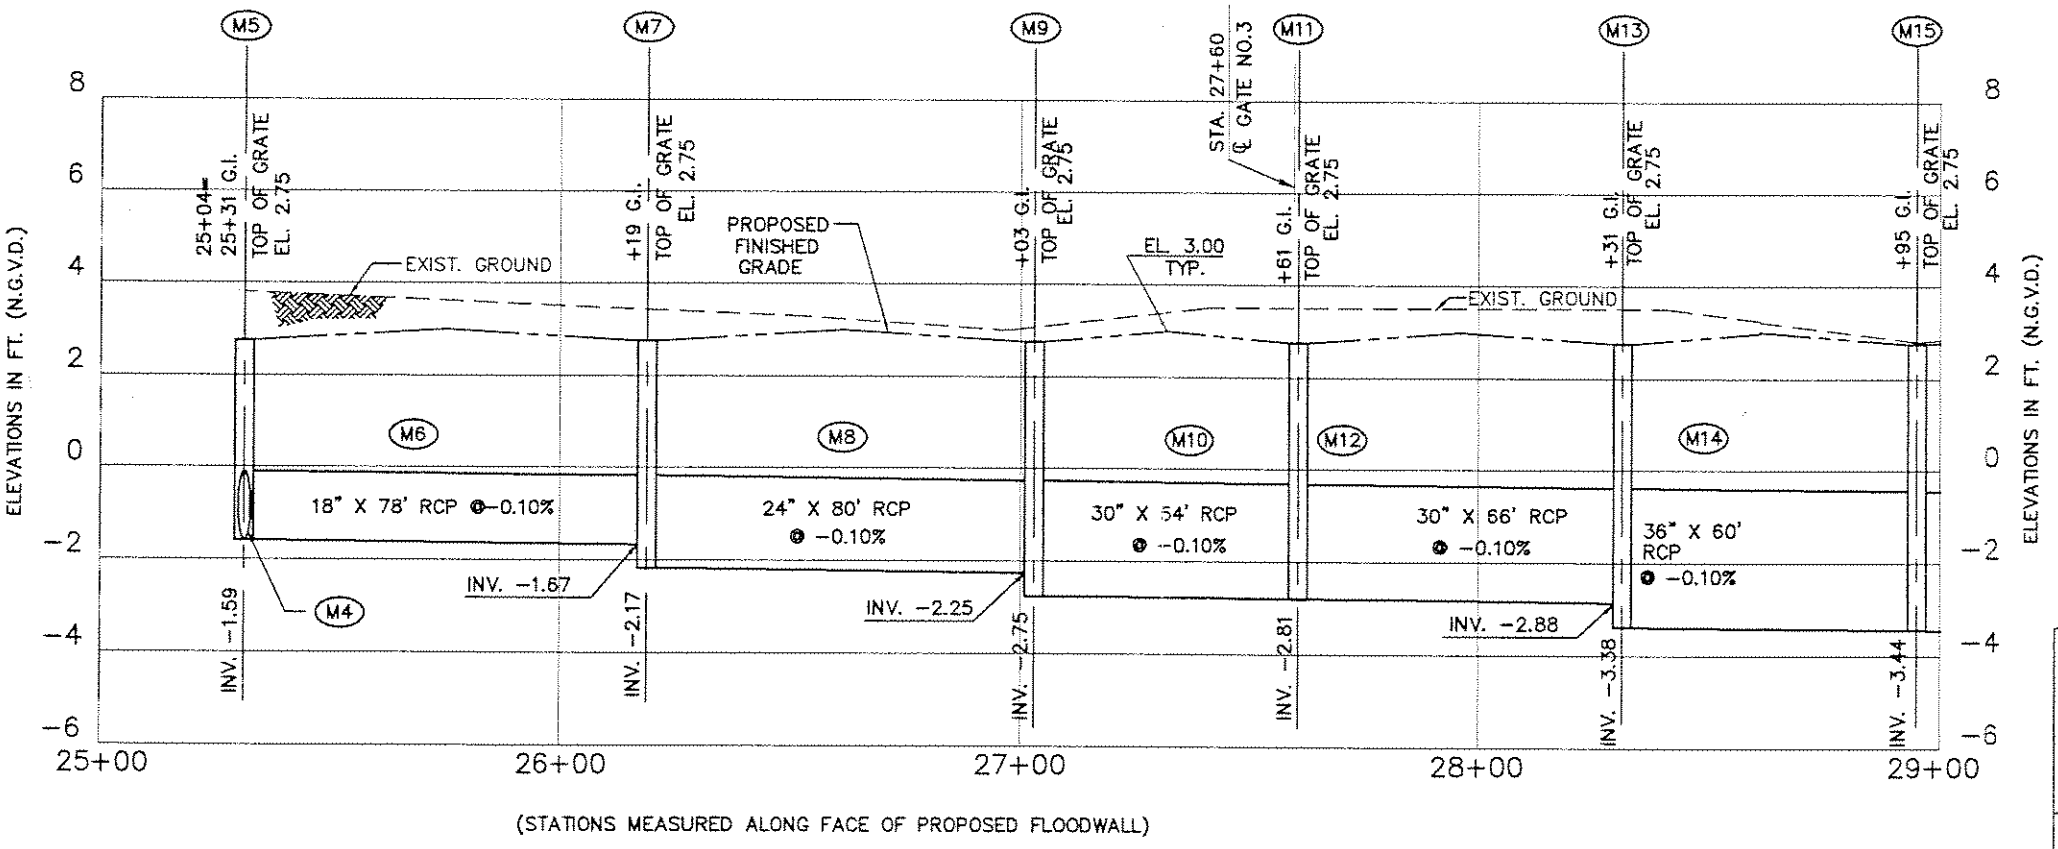 M5
M7
M9
M11
M13
M15
STA. 27+60
℄ GATE NO.3
8
6
4
2
0
-2
-4
-6
8
6
4
2
0
-2
-4
-6
ELEVATIONS IN FT. (N.G.V.D.)
ELEVATIONS IN FT. (N.G.V.D.)
25+04=
25+31 G.I.
TOP OF GRATE
EL. 2.75
+19 G.I.
TOP OF GRATE
EL. 2.75
+03 G.I.
TOP OF GRATE
EL. 2.75
+61 G.I.
TOP OF GRATE
EL. 2.75
+31 G.I.
TOP OF GRATE
EL. 2.75
+95 G.I.
TOP OF GRATE
EL. 2.75
EXIST. GROUND
PROPOSED
FINISHED
GRADE
EL 3.00
TYP.
EXIST. GROUND
M6
M8
M10
M12
M14
18" X 78' RCP @-0.10%
24" X 80' RCP
@ -0.10%
30" X 54' RCP
@ -0.10%
30" X 66' RCP
@ -0.10%
36" X 60'
RCP
@ -0.10%
M4
INV. -1.59
INV. -1.67
INV. -2.17
INV. -2.25
INV. -2.75
INV. -2.81
INV. -2.88
INV. -3.38
INV. -3.44
25+00
26+00
27+00
28+00
29+00
(STATIONS MEASURED ALONG FACE OF PROPOSED FLOODWALL)